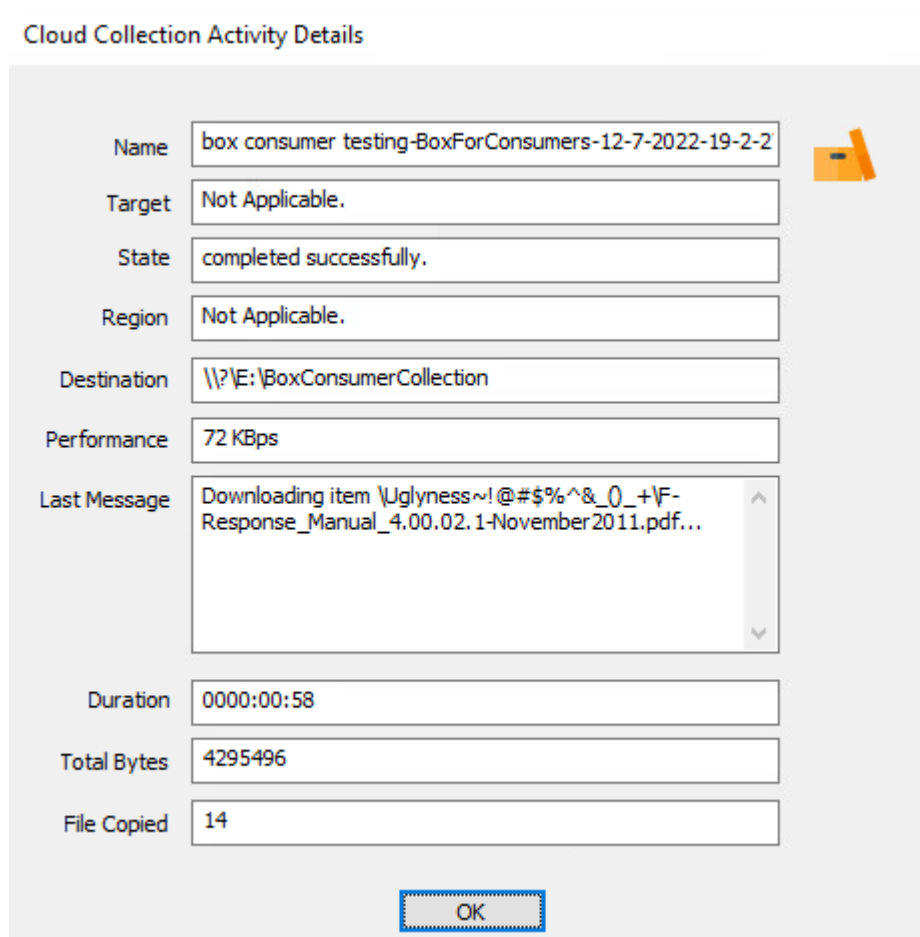 Cloud Collection Activity Details
Name box consumer testing-BoxForConsumers-12-7-2022-19-2-2
Target Not Applicable.
State completed successfully.
Region Not Applicable.
Destination \\?\E:\BoxConsumerCollection
Performance 72 KBps
Last Message Downloading item \Uglyness~!@#$%^&_()_+\F-
Response_Manual_4.00.02.1-November2011.pdf...
Duration 0000:00:58
Total Bytes 4295496
File Copied 14
OK